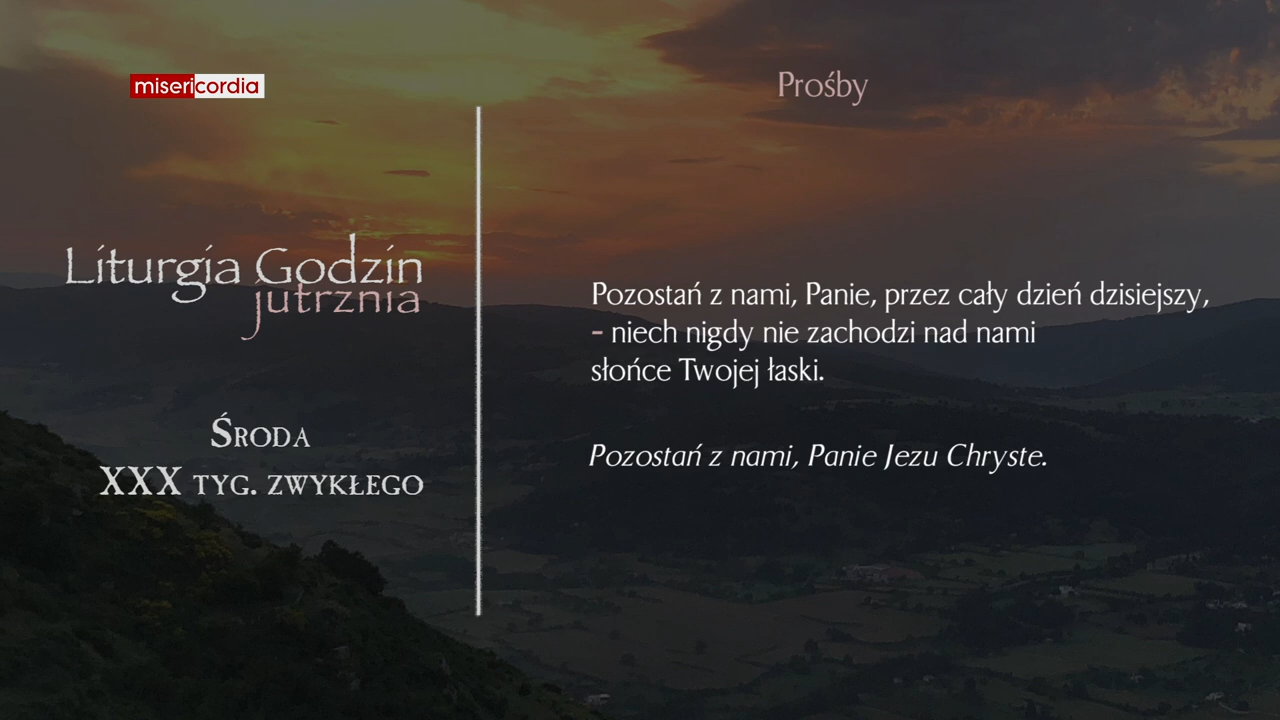 misericordia
Liturgia Godzin
jutrznia
Środa
XXX tyg. zwykłego
Prośby
Pozostań z nami, Panie, przez cały dzień dzisiejszy,
- niech nigdy nie zachodzi nad nami
słońce Twojej łaski.
Pozostań z nami, Panie Jezu Chryste.